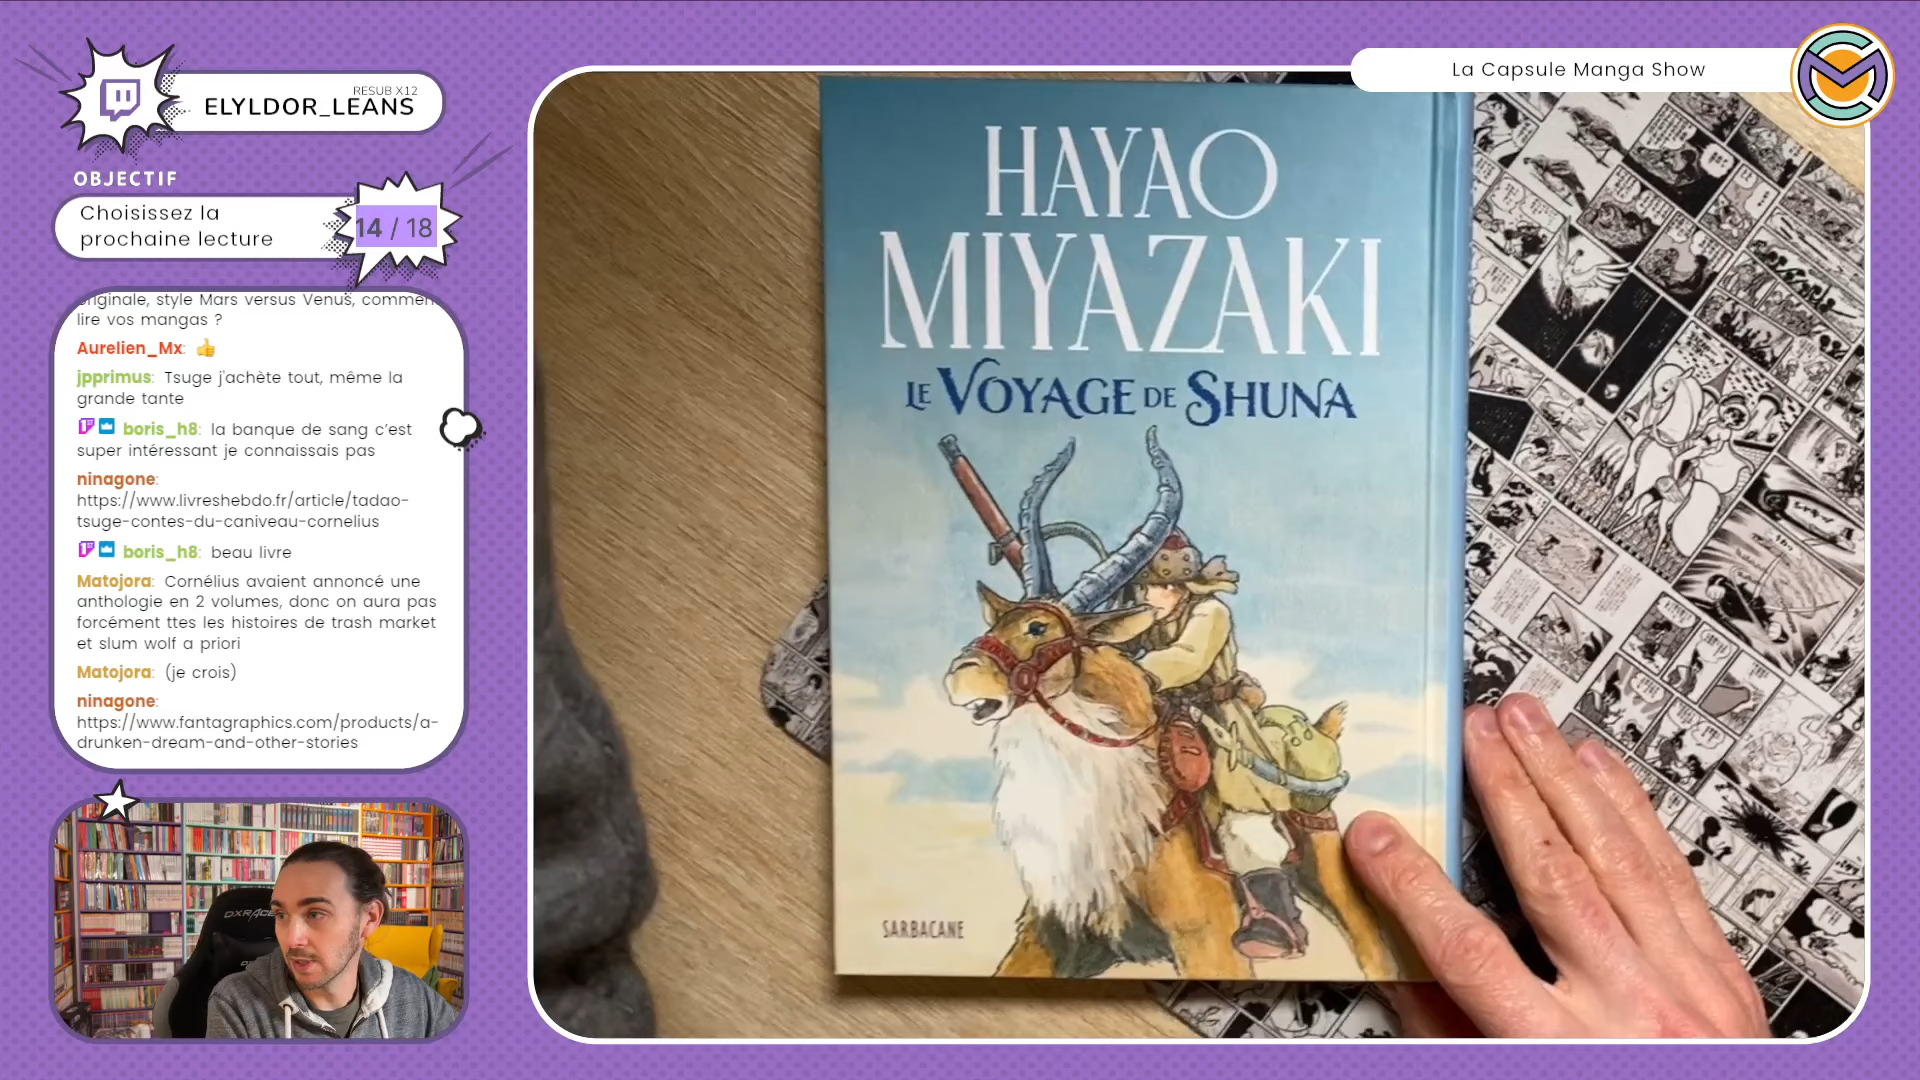 RESUB X12
ELYLDOR_LEANS
OBJECTIF
Choisissez la
prochaine lecture
14 / 18
originale, style Mars versus Venus, commen
lire vos mangas ?
Aurelien_Mx: 👍
jpprimus: Tsuge j'achète tout, même la
grande tante
boris_h8: la banque de sang c'est
super intéressant je connaissais pas
ninagone:
https://www.livreshebdo.fr/article/tadao-
tsuge-contes-du-caniveau-cornelius
boris_h8: beau livre
Matojora: Cornélius avaient annoncé une
anthologie en 2 volumes, donc on aura pas
forcément ttes les histoires de trash market
et slum wolf a priori
Matojora: (je crois)
ninagone:
https://www.fantagraphics.com/products/a-
drunken-dream-and-other-stories
DXRACE
La Capsule Manga Show
HAYAO
MIYAZAKI
LE VOYAGE DE SHUNA
SARBACANE